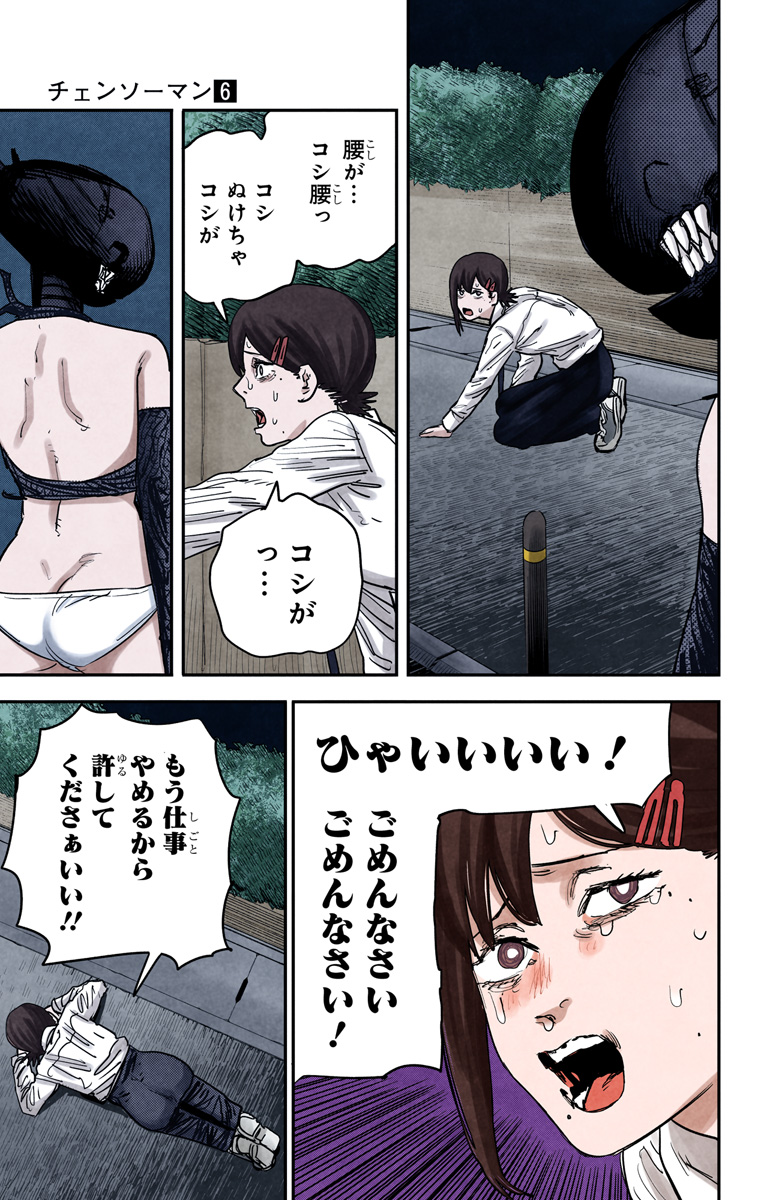 チェンソーマン6
腰が…
コシ腰っ
コシ
ぬけちゃ
コシが
コシが
っ…
ひゃいいいい！
ごめんなさい
ごめんなさい！
もう仕事
やめるから
許して
くださぁいい!!